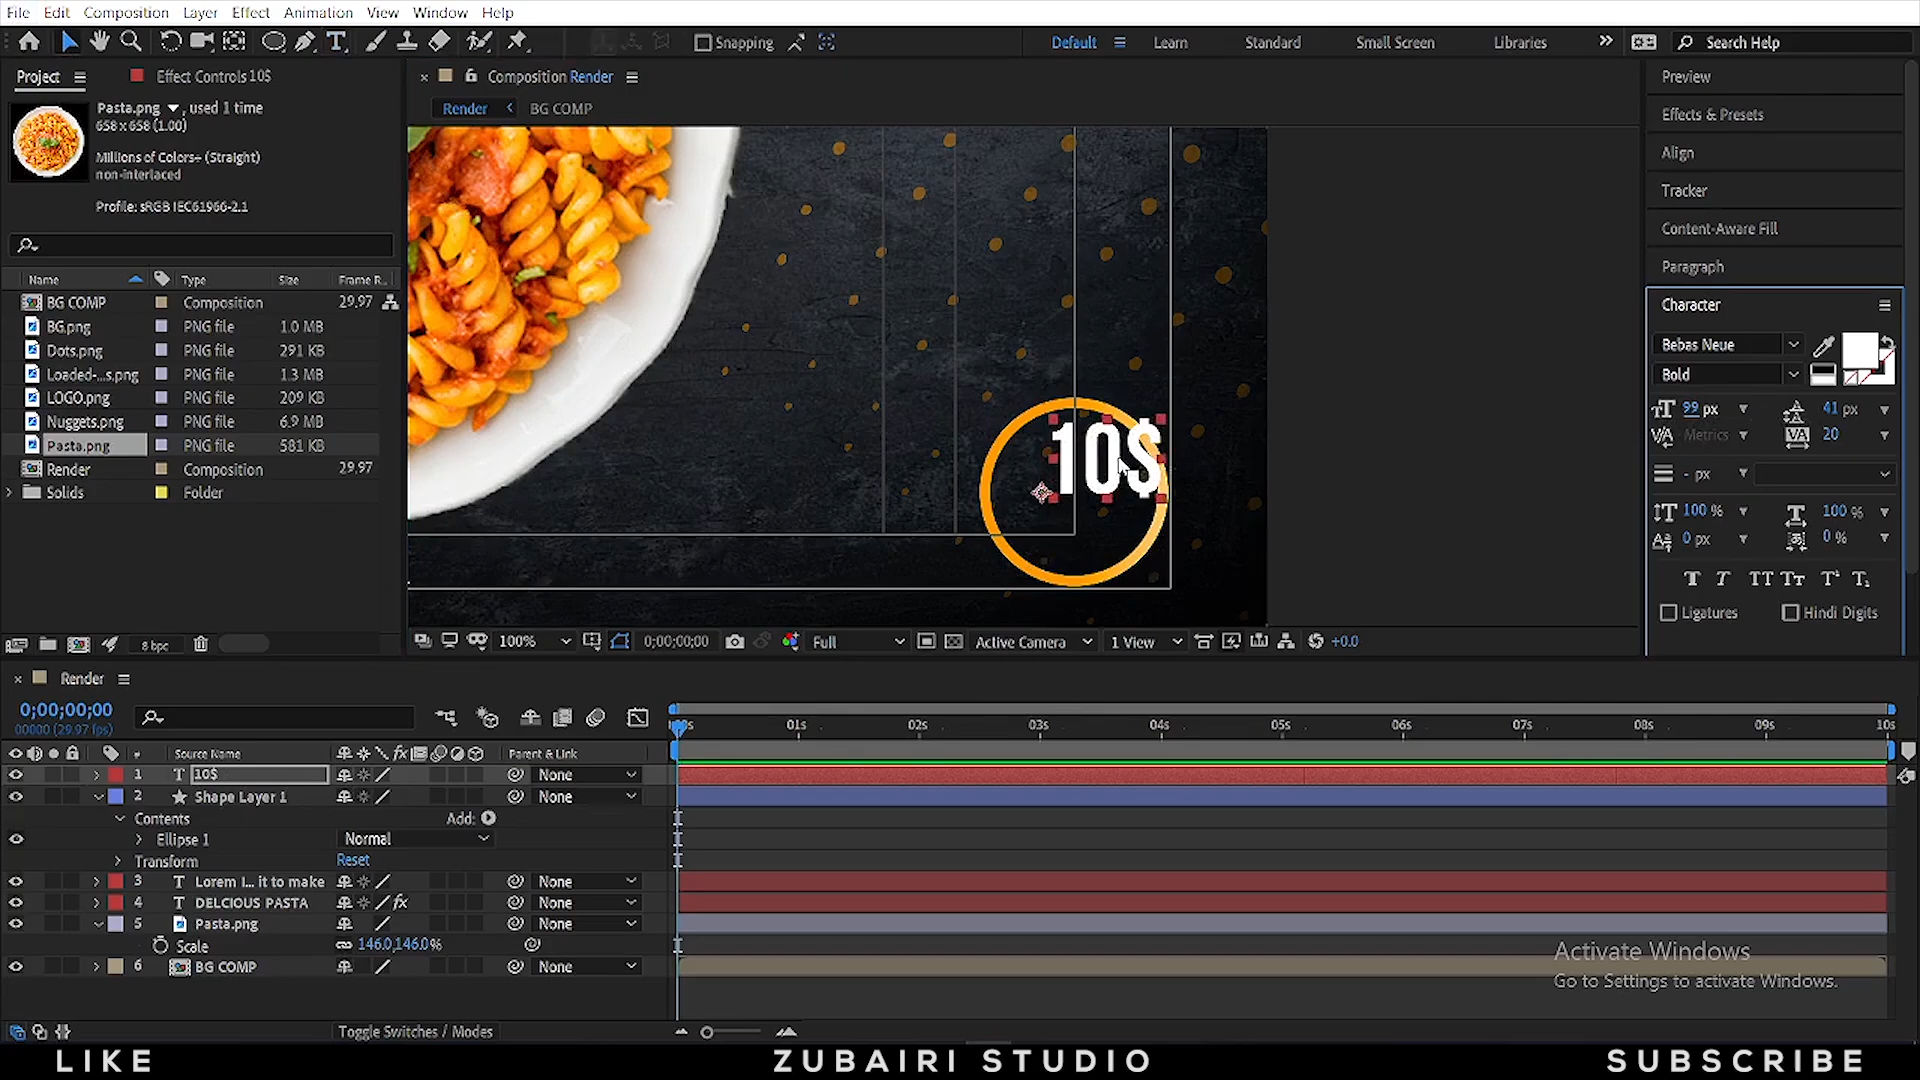 File Edit Composition Layer Effect Animation View Window Help
Snapping Default Learn Standard Small Screen Libraries Search Help
Project Effect Controls 10$
Pasta.png , used 1 time
658 x 658 (1.00)
Millions of Colors+ (Straight)
non-interlaced
Profile: sRGB IEC61966-2.1
Name Type Size Frame R...
BG COMP Composition 29.97
BG.png PNG file 1.0 MB
Dots.png PNG file 291 KB
Loaded-...s.png PNG file 1.3 MB
LOGO.png PNG file 209 KB
Nuggets.png PNG file 6.9 MB
Pasta.png PNG file 581 KB
Render Composition 29.97
Solids Folder
8 bpc
Composition Render
Render BG COMP
10$
100% 0;00;00;00 Full Active Camera 1 View +0.0
Preview
Effects & Presets
Align
Tracker
Content-Aware Fill
Paragraph
Character
Bebas Neue
Bold
99 px 41 px
Metrics 20
- px
100 % 100 %
0 px 0 %
Ligatures Hindi Digits
Render
0;00;00;00
00000 (29.97 fps)
01s 02s 03s 04s 05s 06s 07s 08s 09s 10s
# Source Name Parent & Link
1 10$ None
2 Shape Layer 1 None
Contents Add:
Ellipse 1 Normal
Transform Reset
3 Lorem I... it to make None
4 DELCIOUS PASTA None
5 Pasta.png None
Scale 146.0,146.0%
6 BG COMP None
Toggle Switches / Modes
Activate Windows
Go to Settings to activate Windows.
LIKE ZUBAIRI STUDIO SUBSCRIBE